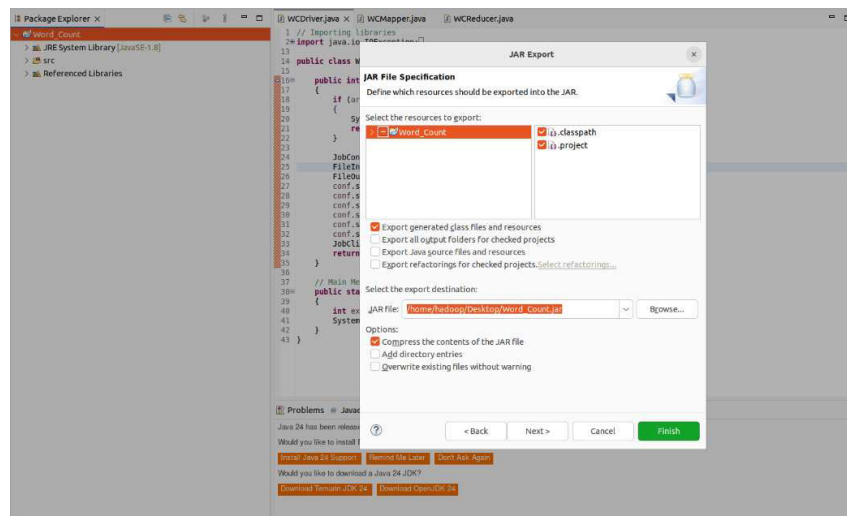 Package Explorer ×
Word_Count
JRE System Library [JavaSE-1.8]
src
Referenced Libraries
WCDriver.java × WCMapper.java WCReducer.java
1 // Importing libraries
2 import java.io.IOException;
13
14 public class W
15
16 public int
17 {
18 if (ar
19 {
20 Sy
21 re
22 }
23
24 JobCon
25 FileIn
26 FileOu
27 conf.s
28 conf.s
29 conf.s
30 conf.s
31 conf.s
32 conf.s
33 JobCli
34 return
35 }
36
37 // Main Me
38 public sta
39 {
40 int ex
41 System
42 }
43 }
JAR Export
JAR File Specification
Define which resources should be exported into the JAR.
Select the resources to export:
Word_Count
.classpath
.project
Export generated class files and resources
Export all output folders for checked projects
Export Java source files and resources
Export refactorings for checked projects. Select refactorings...
Select the export destination:
JAR file: /home/hadoop/Desktop/Word_Count.jar Browse...
Options:
Compress the contents of the JAR file
Add directory entries
Overwrite existing files without warning
? < Back Next > Cancel Finish
Problems Javad
Java 24 has been release
Would you like to install
Install Java 24 Support Remind Me Later Don't Ask Again
Would you like to download a Java 24 JDK?
Download Temurin JDK 24 Download OpenJDK 24